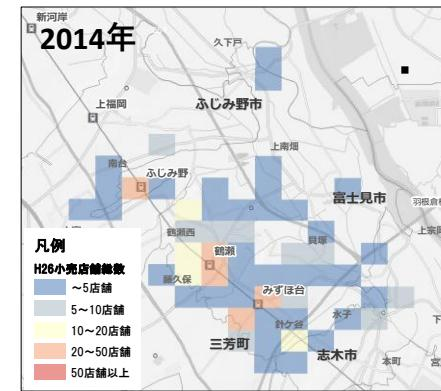 新河岸
2014年
久下戸
上福岡
ふじみ野市
上南畑
南台
ふじみ野
富士見市
羽根倉
鶴瀬西
鶴瀬
貝塚
藤久保
みずほ台
水子
針ケ谷
三芳町
志木市
本町
凡例
H26小売店舗総数
～5店舗
5～10店舗
10～20店舗
20～50店舗
50店舗以上